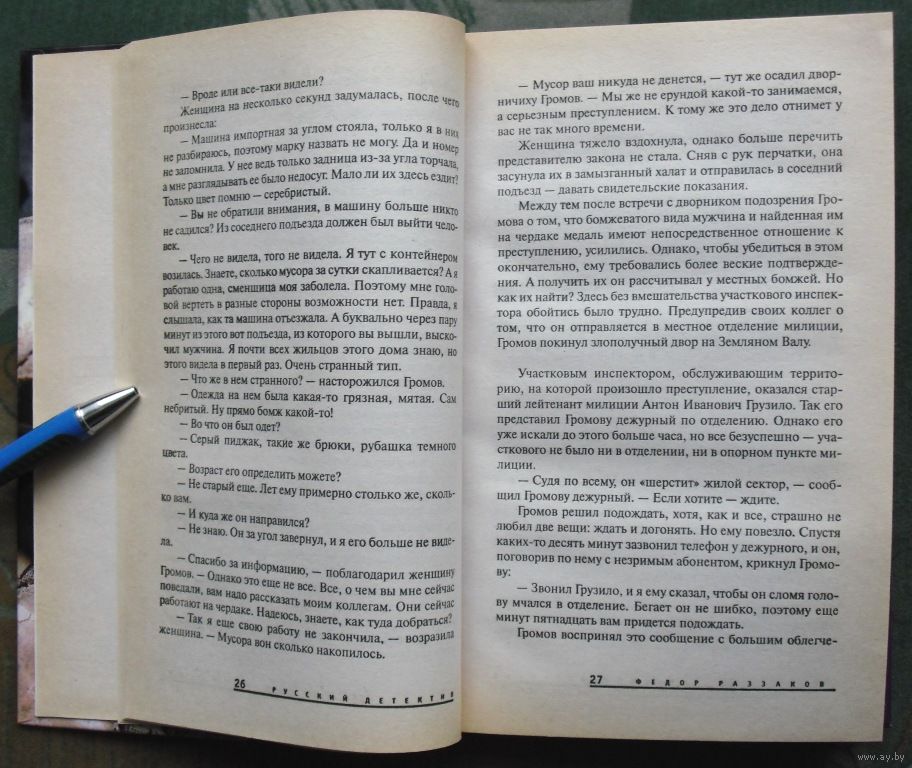 — Вроде или все-таки видели?
Женщина на несколько секунд задумалась, после чего
произнесла:
— Машина импортная за углом стояла, только я в них
не разбираюсь, поэтому марку назвать не могу. Да и номер
не запомнила. У нее ведь только задница из-за угла торчала,
а мне разглядывать ее было недосуг. Мало ли их здесь ездит?
Только цвет помню — серебристый.
— Вы не обратили внимания, в машину больше никто
не садился? Из соседнего подъезда должен был выйти чело-
век.
— Чего не видела, того не видела. Я тут с контейнером
возилась. Знаете, сколько мусора за сутки скапливается? А я
работаю одна, сменщица моя заболела. Поэтому мне голо-
вой вертеть в разные стороны возможности нет. Правда, я
слышала, как та машина отъезжала. А буквально через пару
минут из этого вот подъезда, из которого вы вышли, выско-
чил мужчина. Я почти всех жильцов этого дома знаю, но
этого видела в первый раз. Очень странный тип.
— Что же в нем странного? — насторожился Громов.
— Одежда на нем была какая-то грязная, мятая. Сам
небритый. Ну прямо бомж какой-то!
— Во что он был одет?
— Серый пиджак, такие же брюки, рубашка темного
цвета.
— Возраст его определить можете?
— Не старый еще. Лет ему примерно столько же, сколь-
ко вам.
— И куда же он направился?
— Не знаю. Он за угол завернул, и я его больше не виде-
ла.
— Спасибо за информацию, — поблагодарил женщину
Громов. — Однако это еще не все. Все, о чем вы мне сейчас
поведали, вам надо рассказать моим коллегам. Они сейчас
работают на чердаке. Надеюсь, знаете, как туда добраться?
— Так я еще свою работу не закончила, — возразила
женщина. — Мусора вон сколько накопилось.
26 РУССКИЙ ДЕТЕКТИВ
— Мусор ваш никуда не денется, — тут же осадил двор-
ничиху Громов. — Мы же не ерундой какой-то занимаемся,
а серьезным преступлением. К тому же это дело отнимет у
вас не так много времени.
Женщина тяжело вздохнула, однако больше перечить
представителю закона не стала. Сняв с рук перчатки, она
засунула их в замызганный халат и отправилась в соседний
подъезд — давать свидетельские показания.
Между тем после встречи с дворником подозрения Гро-
мова о том, что бомжеватого вида мужчина и найденная им
на чердаке медаль имеют непосредственное отношение к
преступлению, усилились. Однако, чтобы убедиться в этом
окончательно, ему требовались более веские подтвержде-
ния. А получить их он рассчитывал у местных бомжей. Но
как их найти? Здесь без вмешательства участкового инспек-
тора обойтись было трудно. Предупредив своих коллег о
том, что он отправляется в местное отделение милиции,
Громов покинул злополучный двор на Земляном Валу.
Участковым инспектором, обслуживающим террито-
рию, на которой произошло преступление, оказался стар-
ший лейтенант милиции Антон Иванович Грузило. Так его
представил Громову дежурный по отделению. Однако его
уже искали до этого больше часа, но все безуспешно — уча-
сткового не было ни в отделении, ни в опорном пункте ми-
лиции.
— Судя по всему, он «шерстит» жилой сектор, — сооб-
щил Громову дежурный. — Если хотите — ждите.
Громов решил подождать, хотя, как и все, страшно не
любил две вещи: ждать и догонять. Но ему повезло. Спустя
каких-то десять минут зазвонил телефон у дежурного, и он,
поговорив по нему с незримым абонентом, крикнул Громо-
ву:
— Звонил Грузило, и я ему сказал, чтобы он сломя голо-
ву мчался в отделение. Бегает он не шибко, поэтому еще
минут пятнадцать вам придется подождать.
Громов воспринял это сообщение с большим облегче-
27 ФЕДОР РАЗЗАКОВ
www.ay.by